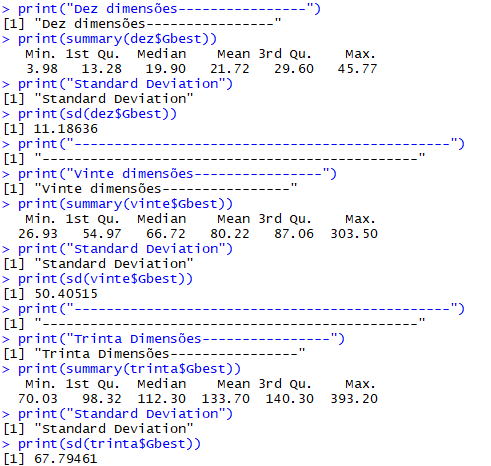 > print("Dez dimensões----------------")
[1] "Dez dimensões----------------"
> print(summary(dez$Gbest))
   Min. 1st Qu.  Median    Mean 3rd Qu.    Max.
   3.98   13.28   19.90   21.72   29.60   45.77
> print("Standard Deviation")
[1] "Standard Deviation"
> print(sd(dez$Gbest))
[1] 11.18636
> print("-----------------------------------------------")
[1] "-----------------------------------------------"
> print("Vinte dimensões----------------")
[1] "Vinte dimensões----------------"
> print(summary(vinte$Gbest))
   Min. 1st Qu.  Median    Mean 3rd Qu.    Max.
  26.93   54.97   66.72   80.22   87.06  303.50
> print("Standard Deviation")
[1] "Standard Deviation"
> print(sd(vinte$Gbest))
[1] 50.40515
> print("-----------------------------------------------")
[1] "-----------------------------------------------"
> print("Trinta Dimensões----------------")
[1] "Trinta Dimensões----------------"
> print(summary(trinta$Gbest))
   Min. 1st Qu.  Median    Mean 3rd Qu.    Max.
  70.03   98.32  112.30  133.70  140.30  393.20
> print("Standard Deviation")
[1] "Standard Deviation"
> print(sd(trinta$Gbest))
[1] 67.79461